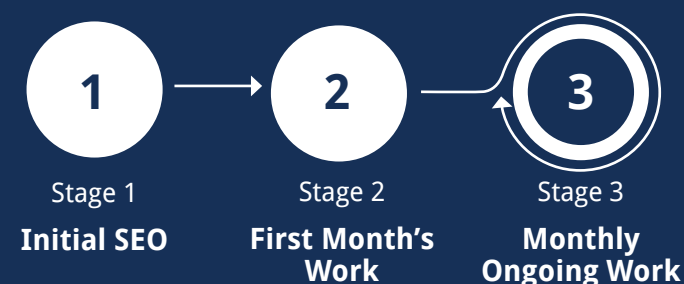 1
2
3
Stage 1
Stage 2
Stage 3
Initial SEO
First Month’s
Work
Monthly
Ongoing Work